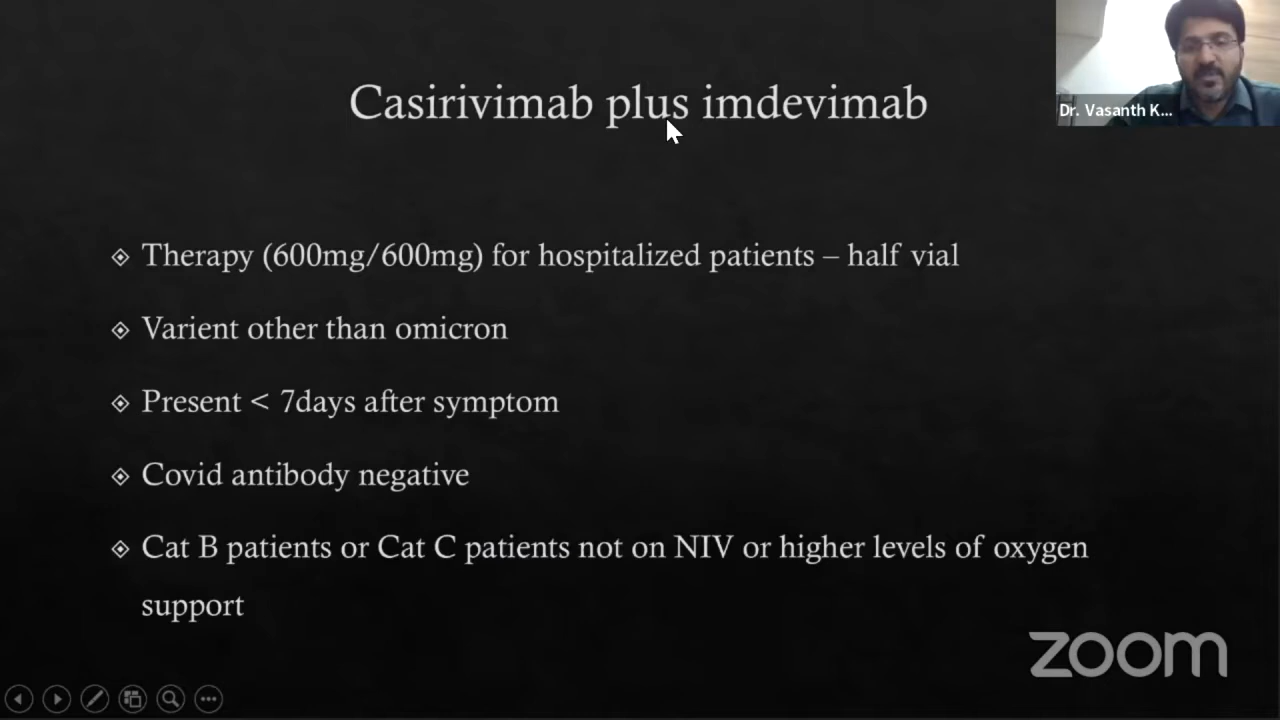 Casirivimab plus imdevimab
Dr. Vasanth K...
Therapy (600mg/600mg) for hospitalized patients – half vial
Varient other than omicron
Present < 7days after symptom
Covid antibody negative
Cat B patients or Cat C patients not on NIV or higher levels of oxygen
support
zoom